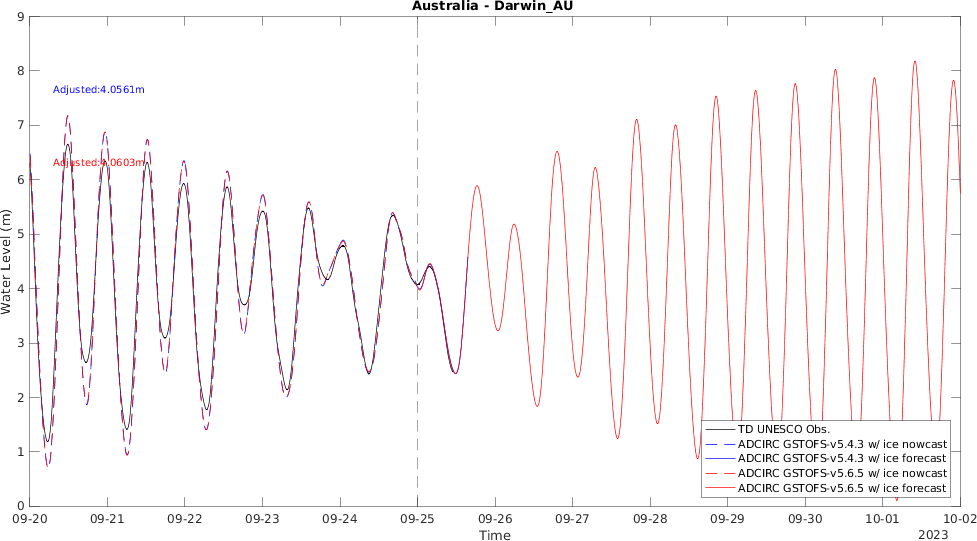 Australia - Darwin_AU
9
8
7
6
5
4
3
2
1
0
Water Level (m)
Adjusted:4.0561m
Adjusted:4.0603m
TD UNESCO Obs.
ADCIRC GSTOFS-v5.4.3 w/ ice nowcast
ADCIRC GSTOFS-v5.4.3 w/ ice forecast
ADCIRC GSTOFS-v5.6.5 w/ ice nowcast
ADCIRC GSTOFS-v5.6.5 w/ ice forecast
09-20 09-21 09-22 09-23 09-24 09-25 09-26 09-27 09-28 09-29 09-30 10-01 10-02
Time
2023